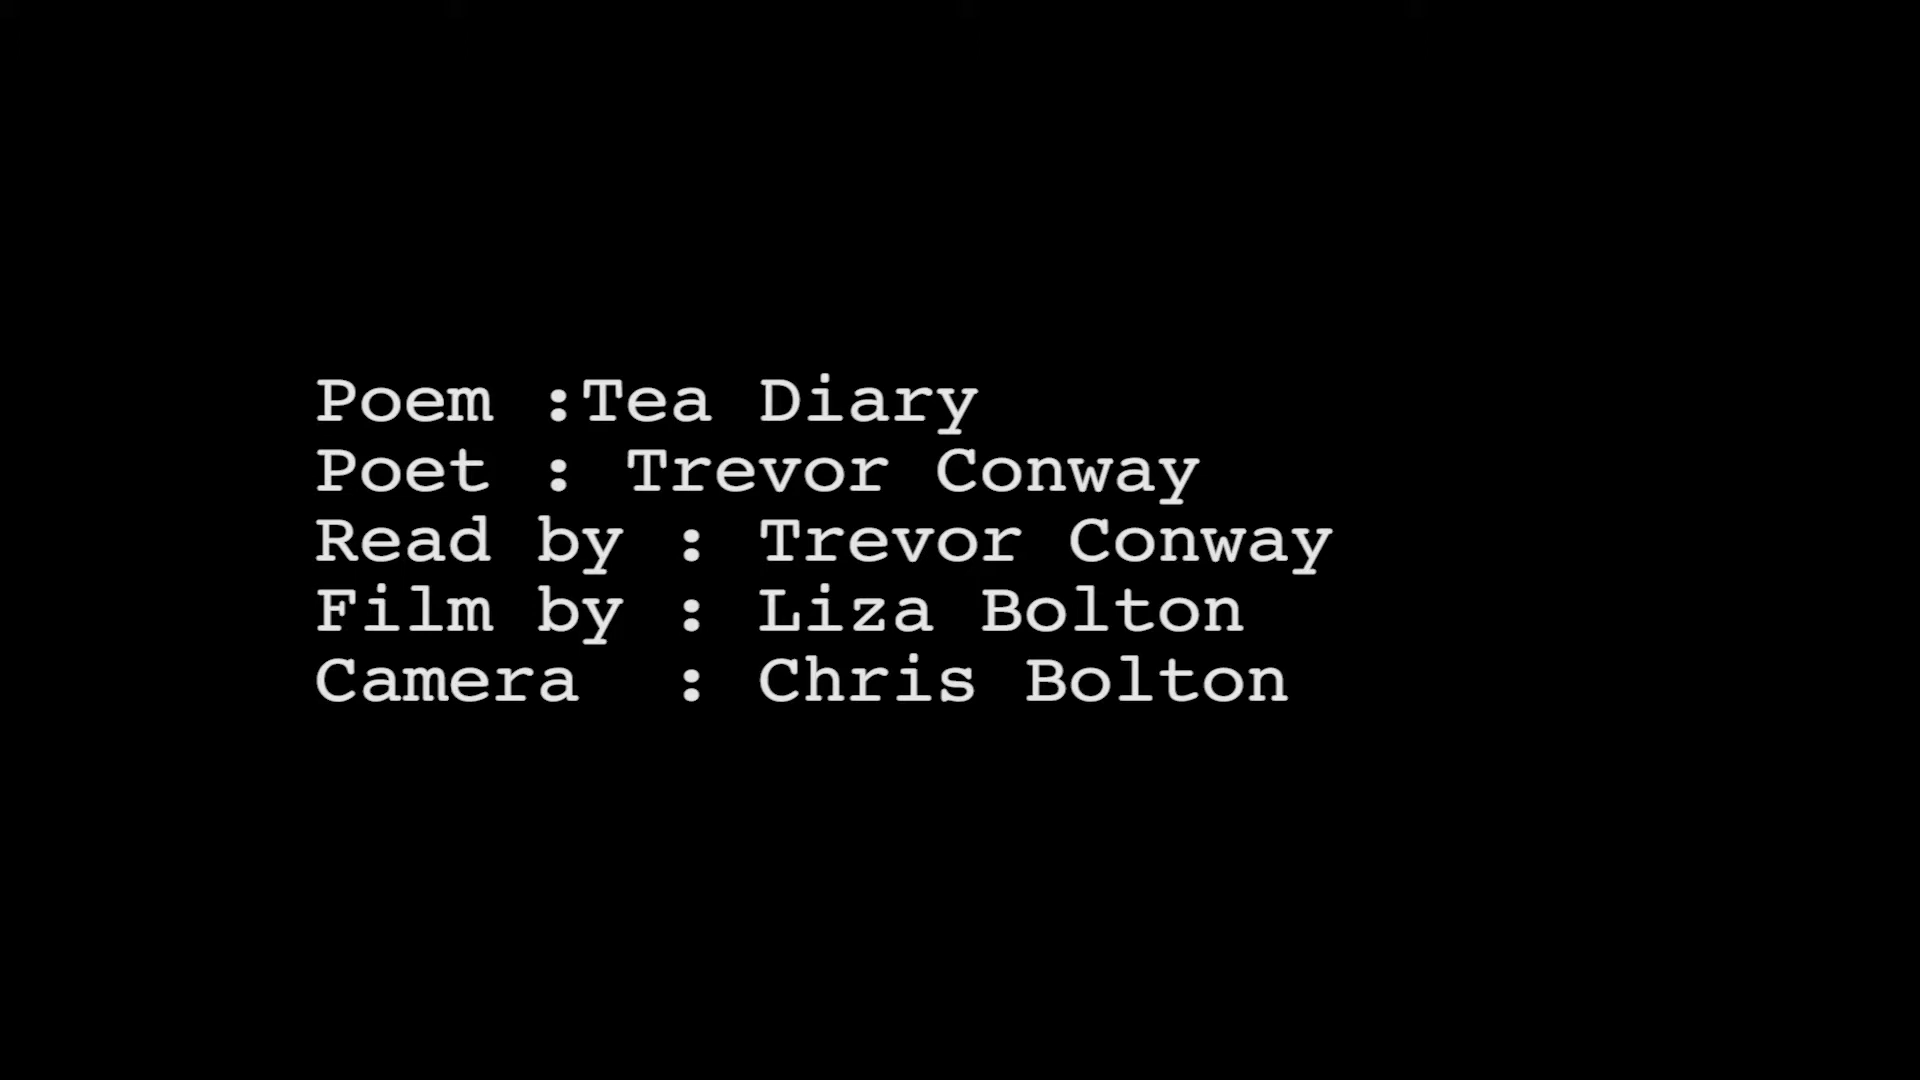 Poem :Tea Diary
Poet : Trevor Conway
Read by : Trevor Conway
Film by : Liza Bolton
Camera  : Chris Bolton